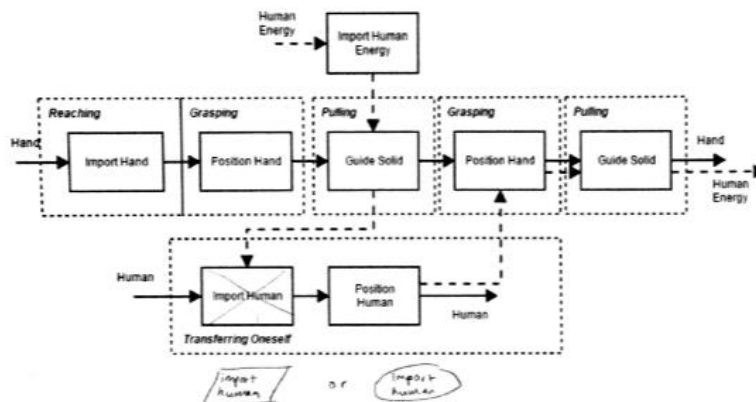 Human
Energy
Import Human
Energy
Reaching
Grasping
Pulling
Grasping
Pulling
Hand
Import Hand
Position Hand
Guide Solid
Position Hand
Guide Solid
Hand
Human
Energy
Human
Import Human
Position
Human
Human
Transferring Oneself
import
human
or
import
human